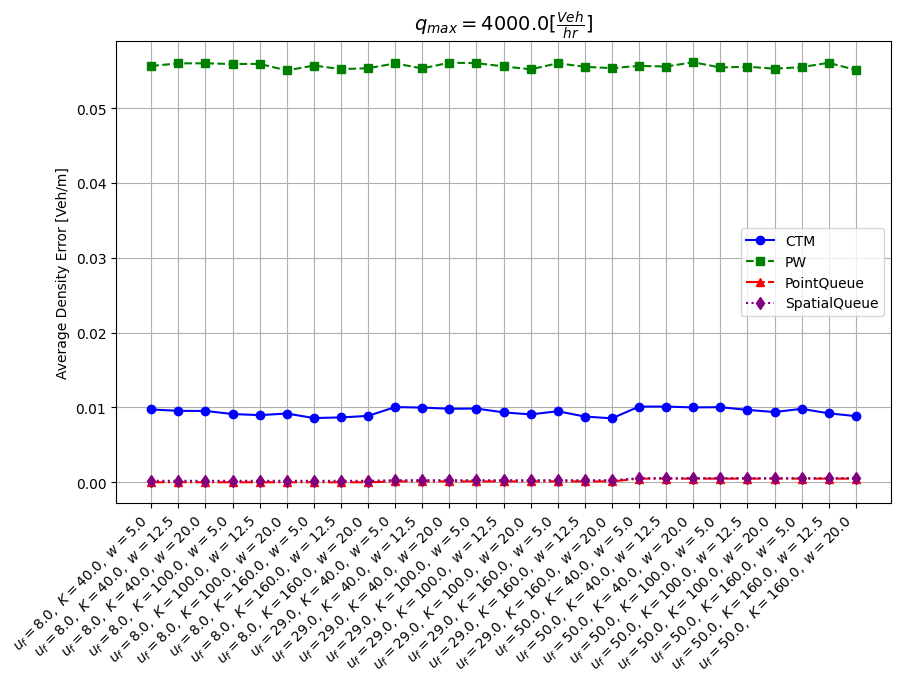 q_max = 4000.0[Veh/hr]
Average Density Error [Veh/m]
0.05
0.04
0.03
0.02
0.01
0.00
CTM
PW
PointQueue
SpatialQueue
u_f = 8.0, K = 40.0, w = 5.0
u_f = 8.0, K = 40.0, w = 12.5
u_f = 8.0, K = 40.0, w = 20.0
u_f = 8.0, K = 100.0, w = 5.0
u_f = 8.0, K = 100.0, w = 12.5
u_f = 8.0, K = 100.0, w = 20.0
u_f = 8.0, K = 160.0, w = 5.0
u_f = 8.0, K = 160.0, w = 12.5
u_f = 8.0, K = 160.0, w = 20.0
u_f = 29.0, K = 40.0, w = 5.0
u_f = 29.0, K = 40.0, w = 12.5
u_f = 29.0, K = 40.0, w = 20.0
u_f = 29.0, K = 100.0, w = 5.0
u_f = 29.0, K = 100.0, w = 12.5
u_f = 29.0, K = 100.0, w = 20.0
u_f = 29.0, K = 160.0, w = 5.0
u_f = 29.0, K = 160.0, w = 12.5
u_f = 29.0, K = 160.0, w = 20.0
u_f = 50.0, K = 40.0, w = 5.0
u_f = 50.0, K = 40.0, w = 12.5
u_f = 50.0, K = 40.0, w = 20.0
u_f = 50.0, K = 100.0, w = 5.0
u_f = 50.0, K = 100.0, w = 12.5
u_f = 50.0, K = 100.0, w = 20.0
u_f = 50.0, K = 160.0, w = 5.0
u_f = 50.0, K = 160.0, w = 12.5
u_f = 50.0, K = 160.0, w = 20.0